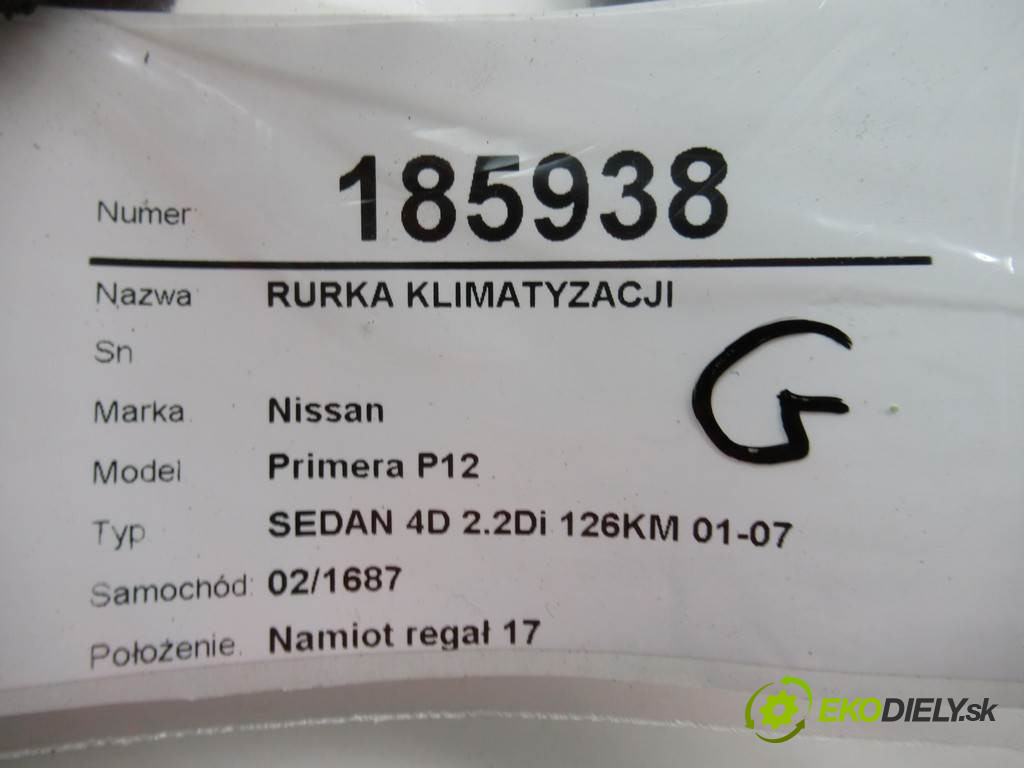 Numer 185938
Nazwa RURKA KLIMATYZACJI
Sn
G
Marka Nissan
Model Primera P12
Typ SEDAN 4D 2.2Di 126KM 01-07
Samochód: 02/1687
Położenie. Namiot regał 17
EKODIELY.sk